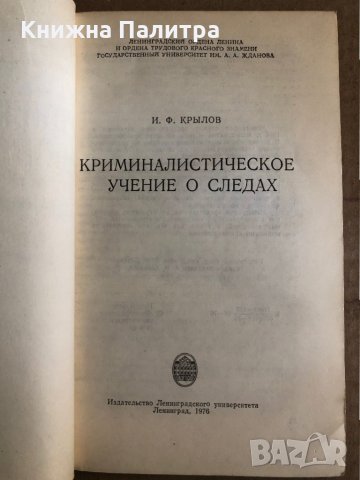 Книжна Палитра
ЛЕНИНГРАДСКИЙ ОРДЕНА ЛЕНИНА
И ОРДЕНА ТРУДОВОГО КРАСНОГО ЗНАМЕНИ
ГОСУДАРСТВЕННЫЙ УНИВЕРСИТЕТ ИМ. А. А. ЖДАНОВА
И. Ф. КРЫЛОВ
КРИМИНАЛИСТИЧЕСКОЕ
УЧЕНИЕ О СЛЕДАХ
Издательство Ленинградского университета
Ленинград, 1976
BAZAR